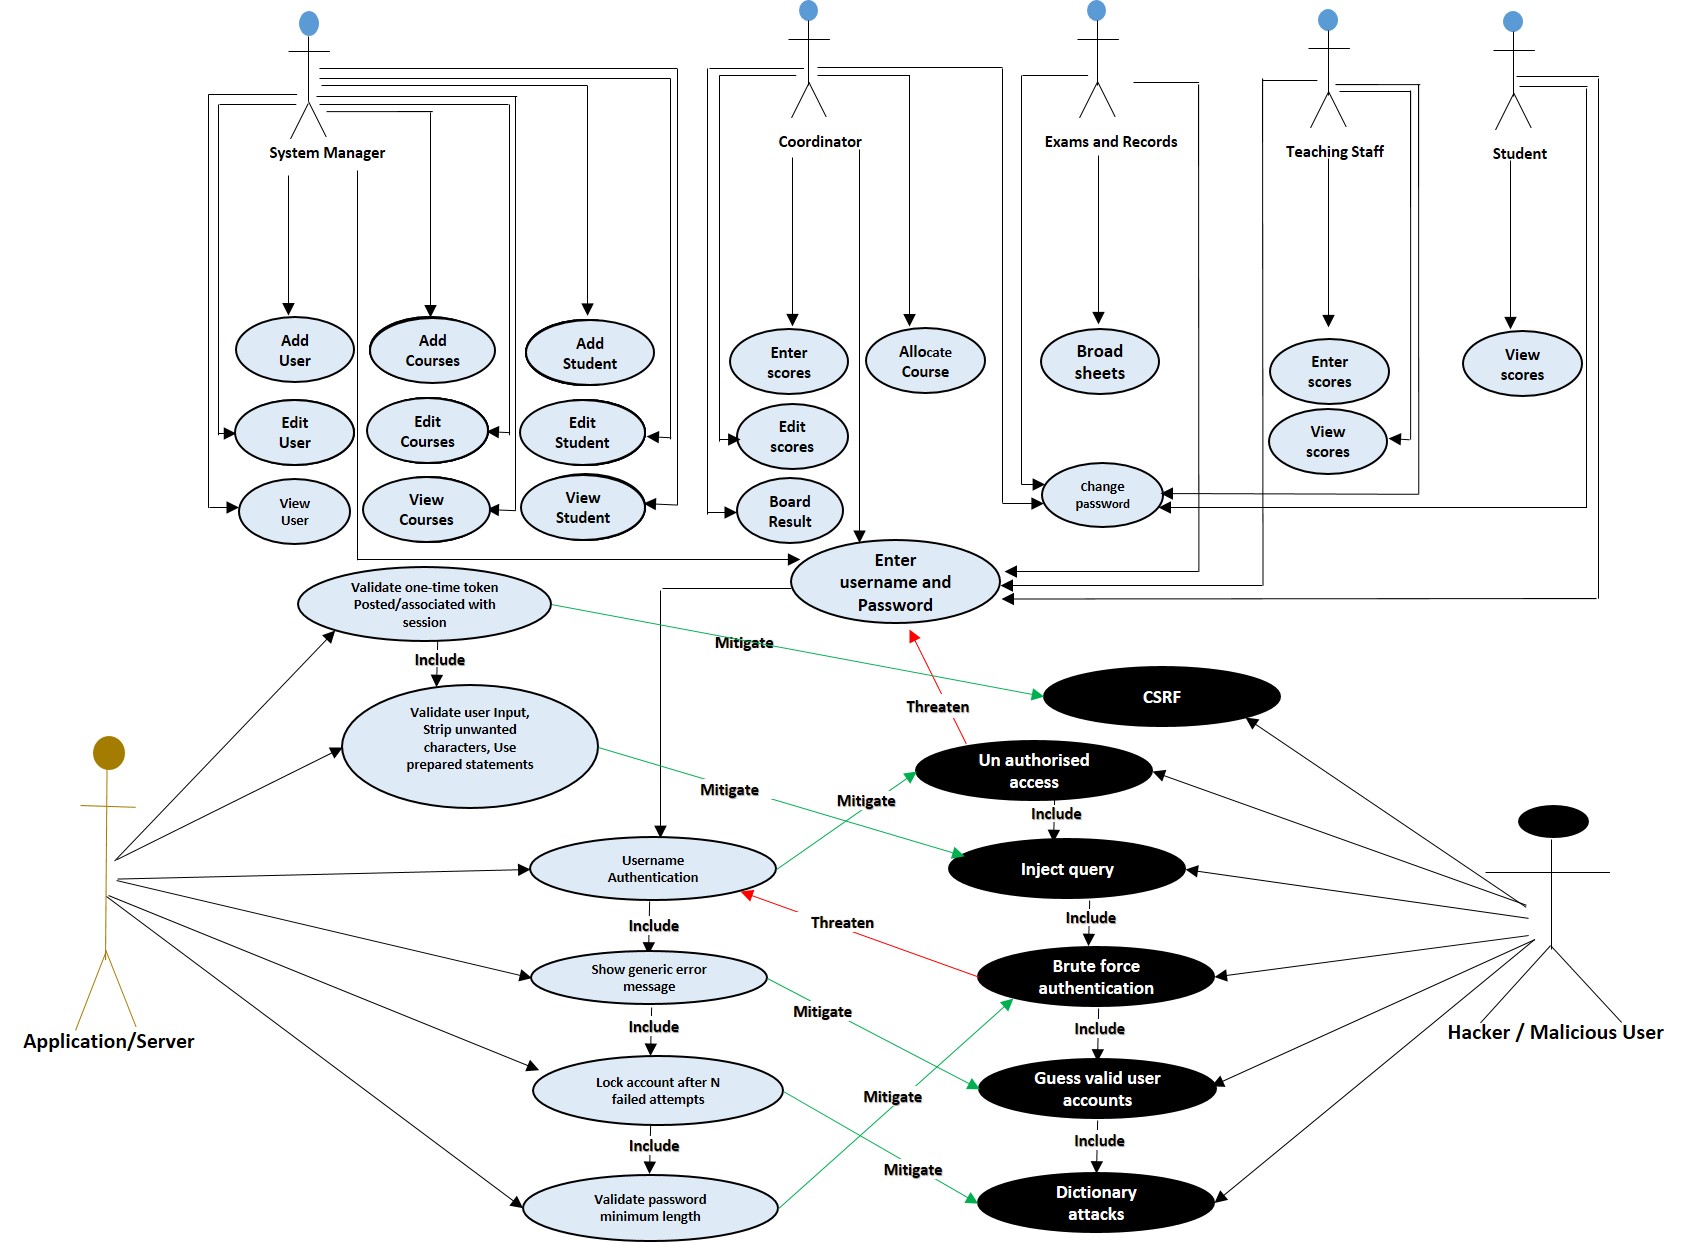 System Manager
Coordinator
Exams and Records
Teaching Staff
Student
Add
User
Add
Courses
Add
Student
Enter
scores
Allocate
Course
Broad
sheets
Enter
scores
View
scores
Edit
User
Edit
Courses
Edit
Student
Edit
scores
View
scores
View
User
View
Courses
View
Student
Board
Result
Change
password
Enter
username and
Password
Validate one-time token
Posted/associated with
session
Mitigate
Include
CSRF
Threaten
Validate user Input,
Strip unwanted
characters, Use
prepared statements
Un authorised
access
Mitigate
Mitigate
Include
Username
Authentication
Inject query
Include
Threaten
Include
Show generic error
message
Brute force
authentication
Mitigate
Include
Include
Application/Server
Hacker / Malicious User
Lock account after N
failed attempts
Guess valid user
accounts
Mitigate
Include
Include
Mitigate
Validate password
minimum length
Dictionary
attacks